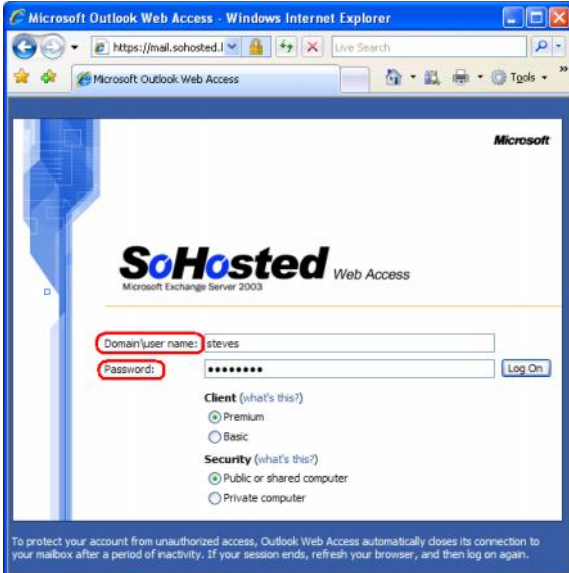 Microsoft Outlook Web Access - Windows Internet Explorer
https://mail.sohosted.l
Live Search
Microsoft Outlook Web Access
Tools
Microsoft
SoHosted Web Access
Microsoft Exchange Server 2003
Domain\user name: steves
Password: ●●●●●●●●
Log On
Client (what's this?)
Premium
Basic
Security (what's this?)
Public or shared computer
Private computer
To protect your account from unauthorized access, Outlook Web Access automatically closes its connection to
your mailbox after a period of inactivity. If your session ends, refresh your browser, and then log on again.